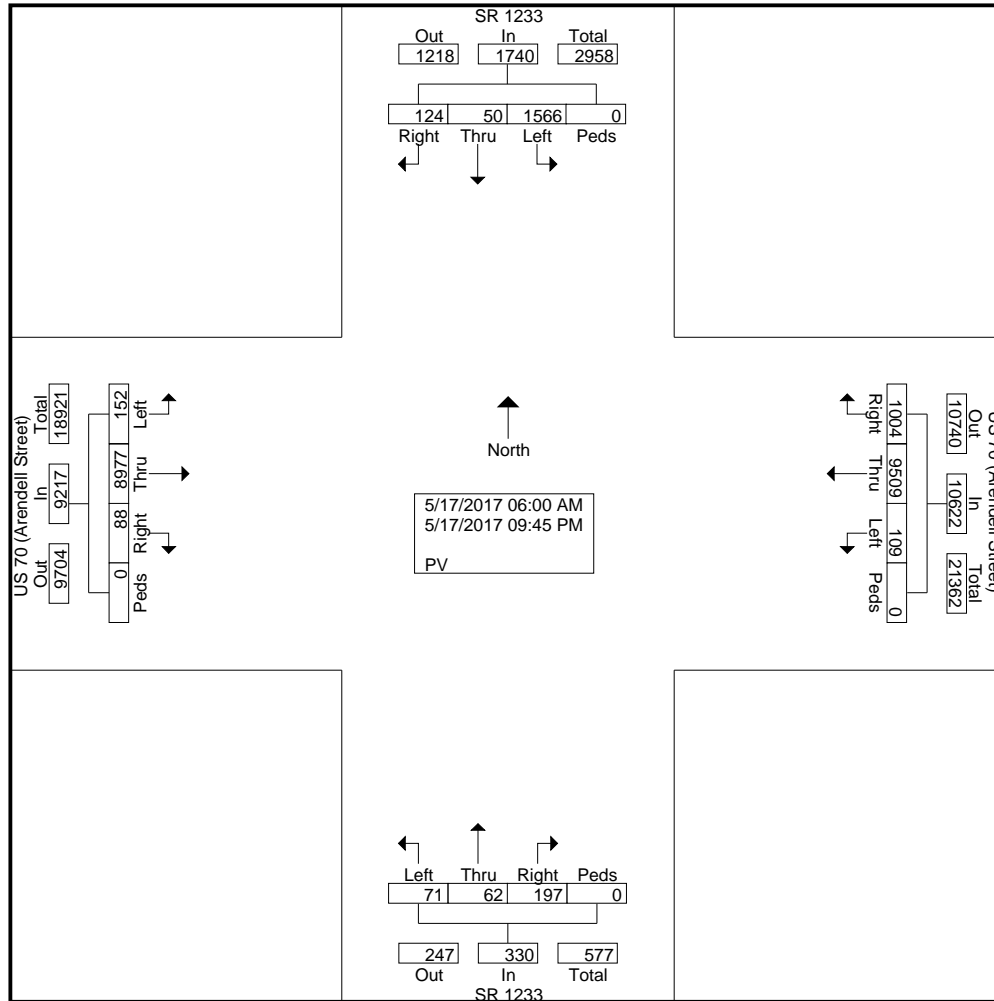 SR 1233
Out In Total
1218 1740 2958
124 50 1566 0
Right Thru Left Peds
US 70 (Arendell Street)
Total In Out
18921 9217 9704
152 8977 88 0
Left Thru Right Peds
North
5/17/2017 06:00 AM
5/17/2017 09:45 PM
PV
Right Thru Left Peds
1004 9509 109 0
10740 10622 21362
Out In Total
US 70 (Arendell Street)
Left Thru Right Peds
71 62 197 0
247 330 577
Out In Total
SR 1233